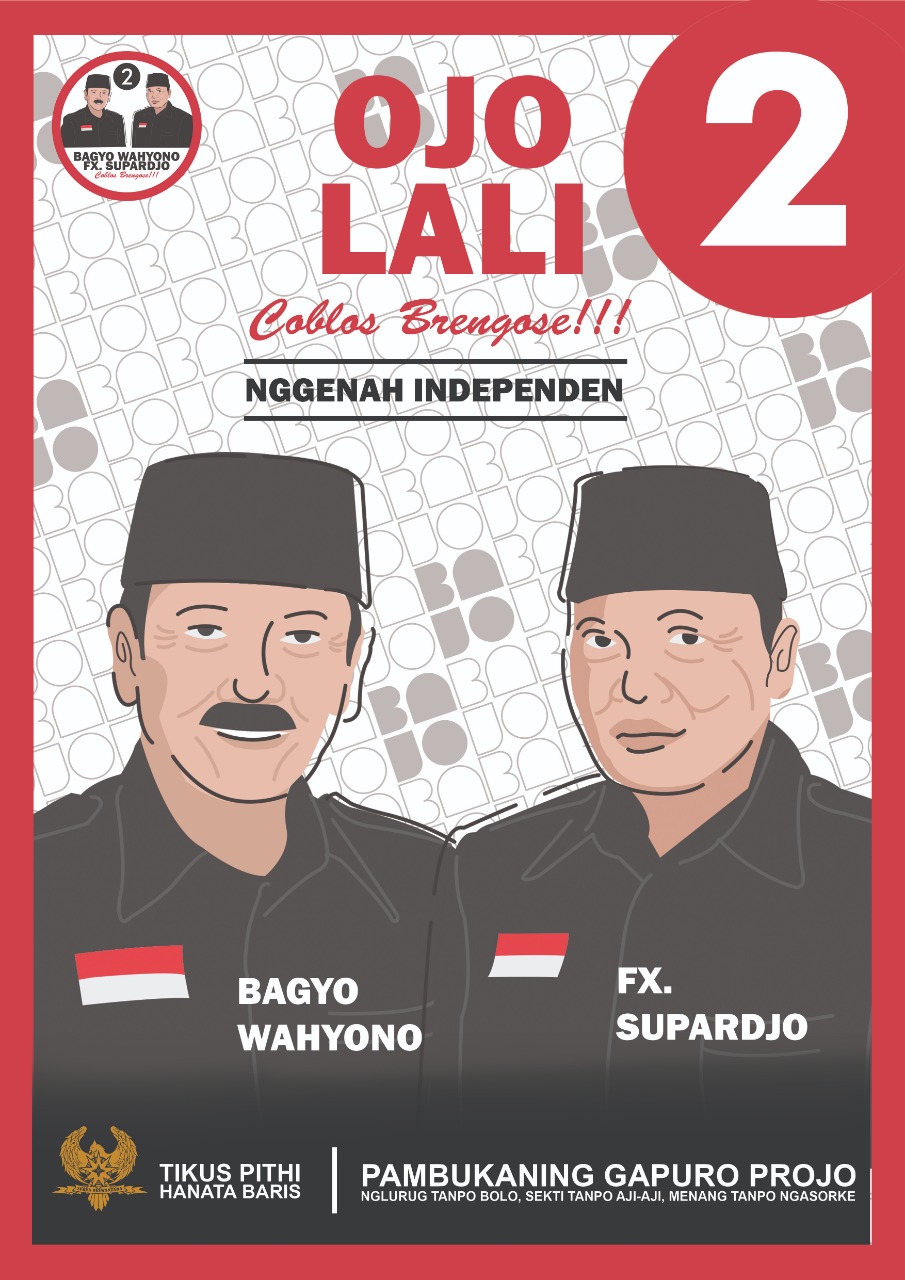 2
BAGYO WAHYONO
FX. SUPARDJO
Coblos Brengose!!!
OJO
LALI
2
Coblos Brengose!!!
NGGENAH INDEPENDEN
BAGYO
WAHYONO
FX.
SUPARDJO
TIKUS PITHI
HANATA BARIS
PAMBUKANING GAPURO PROJO
NGLURUG TANPO BOLO, SEKTI TANPO AJI-AJI, MENANG TANPO NGASORKE